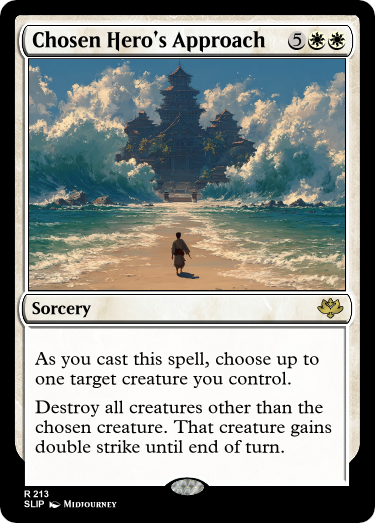 Chosen Hero's Approach 5
Sorcery
As you cast this spell, choose up to
one target creature you control.
Destroy all creatures other than the
chosen creature. That creature gains
double strike until end of turn.
R 213
SLIP Midjourney